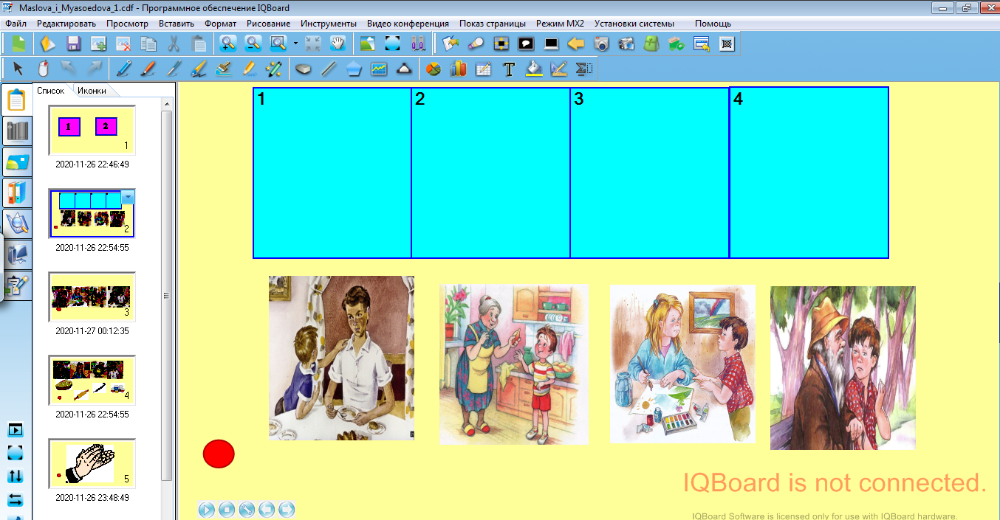 Maslova_i_Myasoedova_1.cdf - Программное обеспечение IQBoard
Файл Редактировать Просмотр Вставить Формат Рисование Инструменты Видео конференция Показ страницы Режим MX2 Установки системы Помощь
Список Иконки
1 2
1
2020-11-26 22:46:49
2
2020-11-26 22:54:55
3
2020-11-27 00:12:35
4
2020-11-26 22:54:55
5
2020-11-26 23:48:49
1 2 3 4
IQBoard is not connected.
IQBoard Software is licensed only for use with IQBoard hardware.